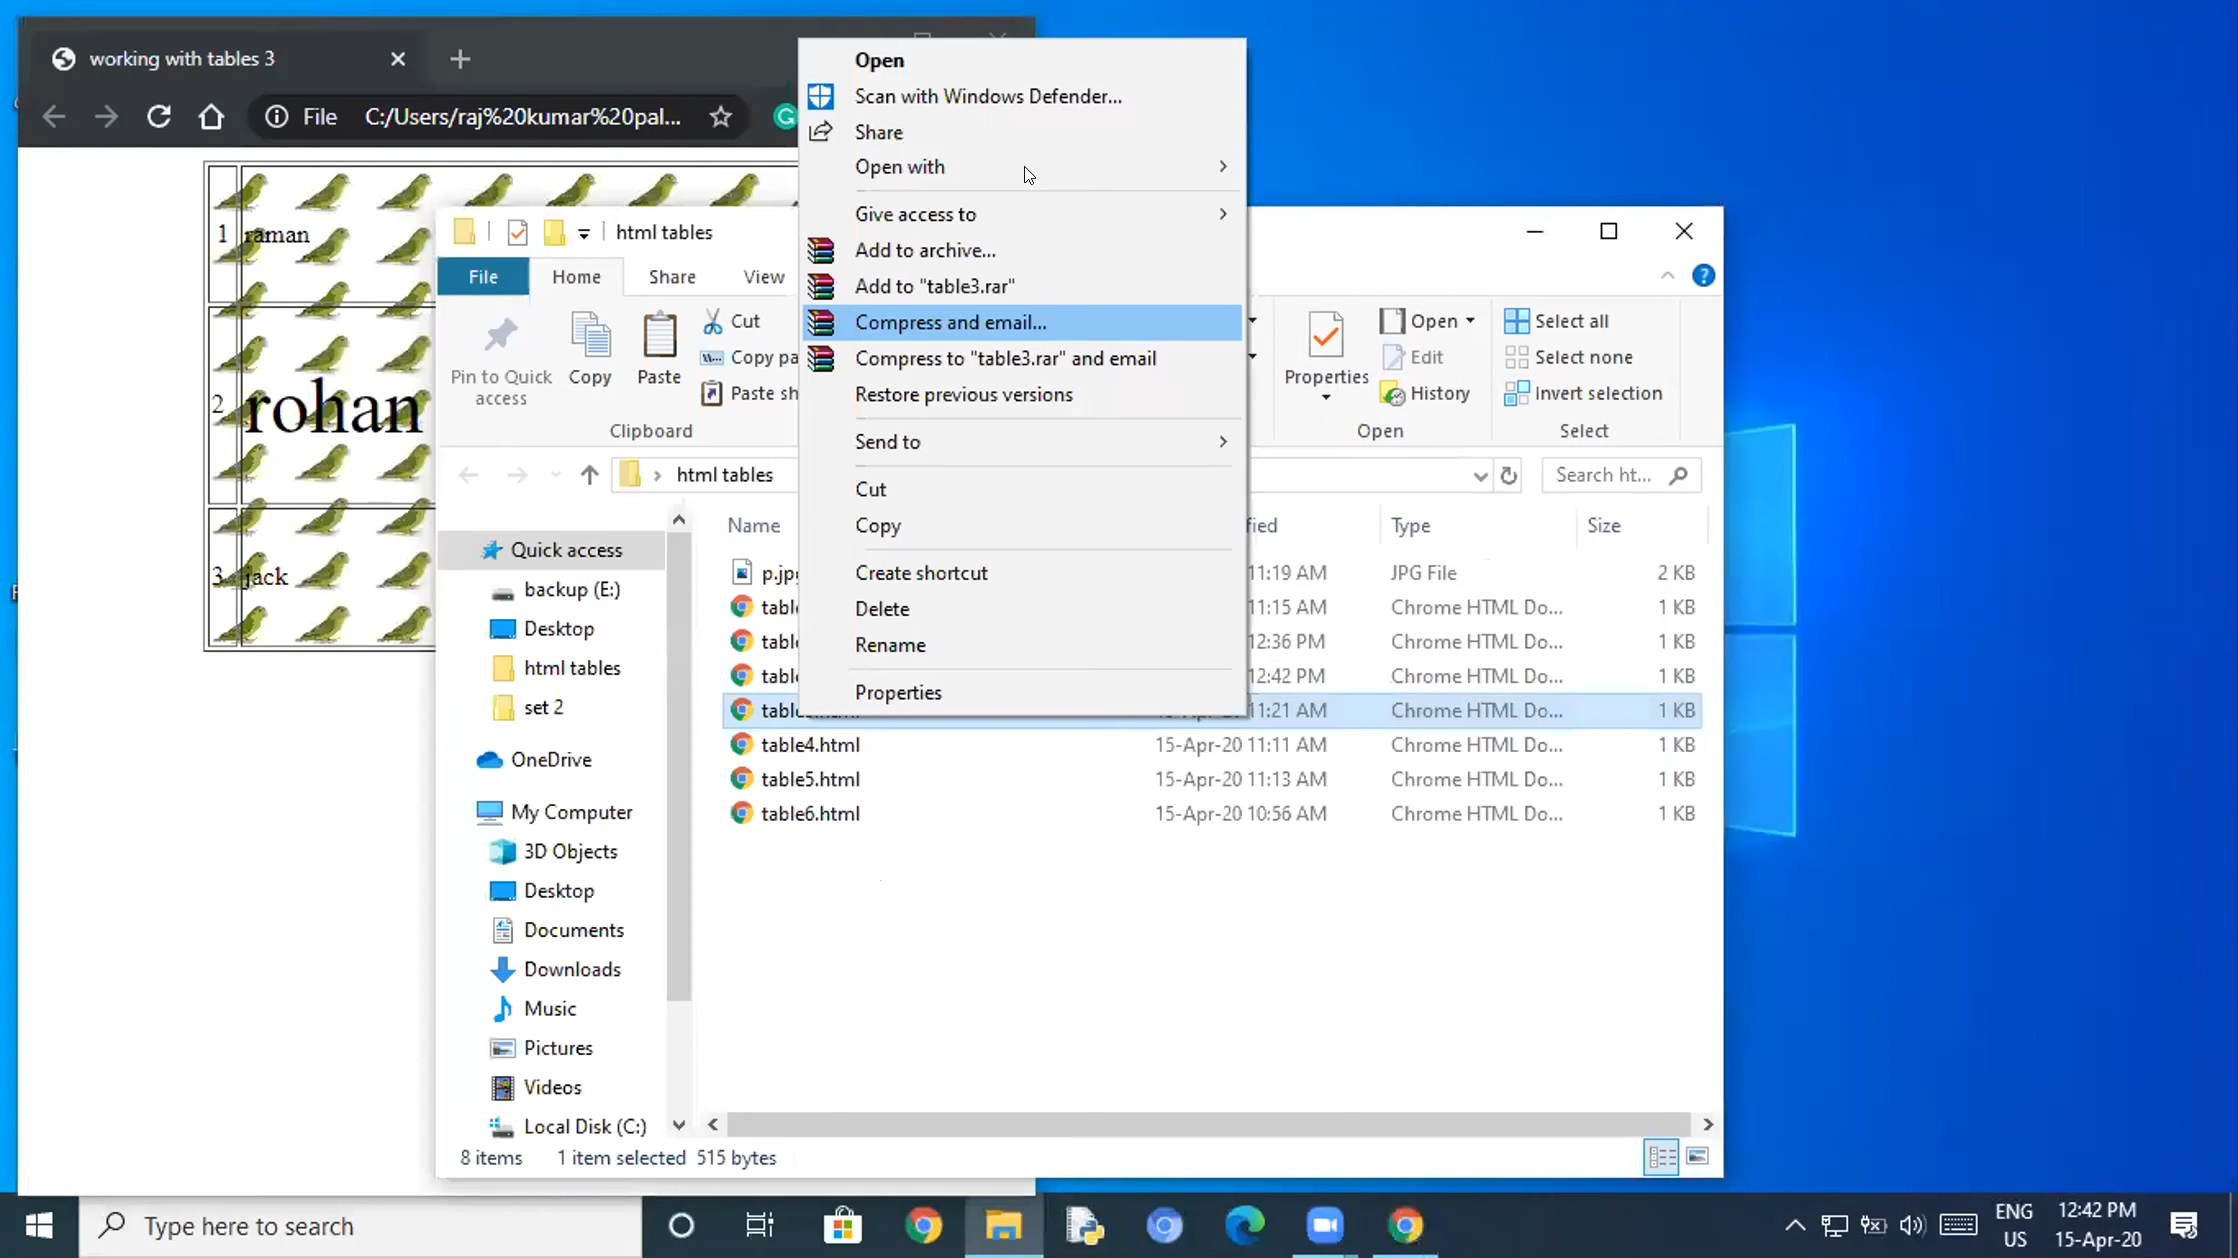 working with tables 3
File C:/Users/raj%20kumar%20pal...
1 raman
2 rohan
3 jack
Open
Scan with Windows Defender...
Share
Open with
Give access to
Add to archive...
Add to "table3.rar"
Compress and email...
Compress to "table3.rar" and email
Restore previous versions
Send to
Cut
Copy
Create shortcut
Delete
Rename
Properties
html tables
File Home Share View
Pin to Quick access
Copy
Paste
Cut
Copy pa
Paste sh
Clipboard
Properties
Open
Edit
History
Open
Select all
Select none
Invert selection
Select
html tables
Search ht...
Name Type Size
11:19 AM JPG File 2 KB
11:15 AM Chrome HTML Do... 1 KB
12:36 PM Chrome HTML Do... 1 KB
12:42 PM Chrome HTML Do... 1 KB
11:21 AM Chrome HTML Do... 1 KB
table4.html 15-Apr-20 11:11 AM Chrome HTML Do... 1 KB
table5.html 15-Apr-20 11:13 AM Chrome HTML Do... 1 KB
table6.html 15-Apr-20 10:56 AM Chrome HTML Do... 1 KB
Quick access
backup (E:)
Desktop
html tables
set 2
OneDrive
My Computer
3D Objects
Desktop
Documents
Downloads
Music
Pictures
Videos
Local Disk (C:)
8 items 1 item selected 515 bytes
Type here to search
ENG
US
12:42 PM
15-Apr-20